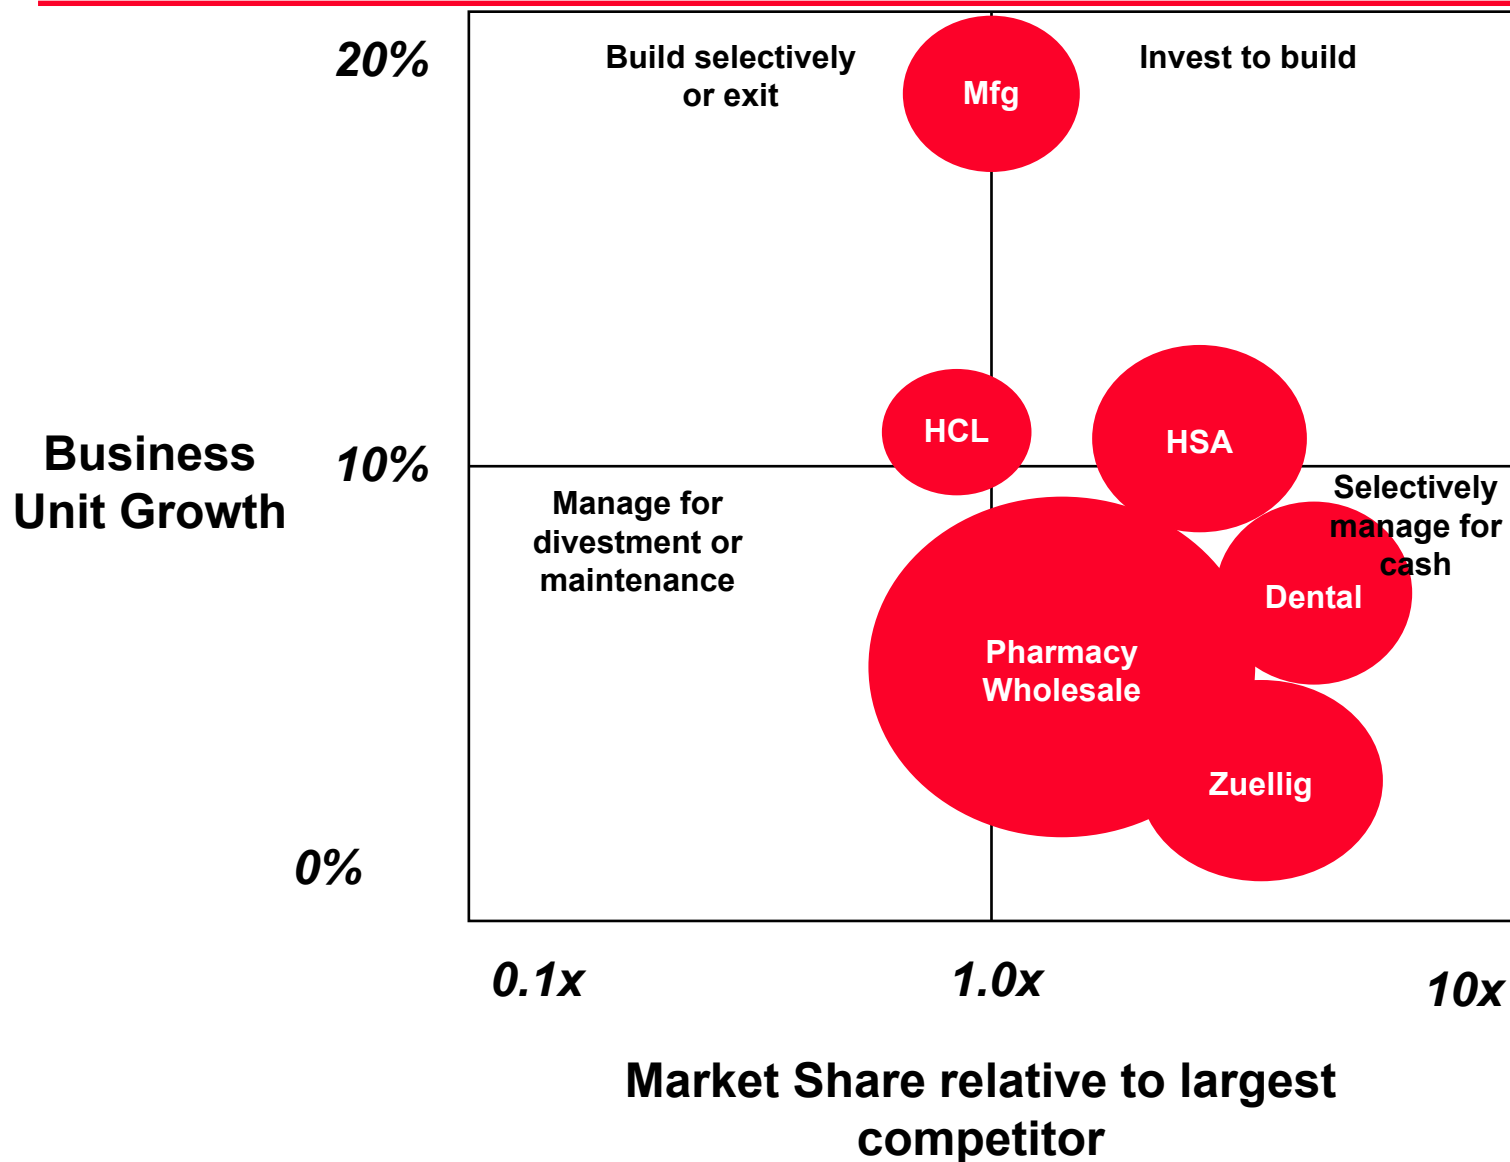 20%
Build selectively
or exit
Mfg
Invest to build
HCL
HSA
Business
Unit Growth
10%
Manage for
divestment or
maintenance
Selectively
manage for
cash
Dental
Pharmacy
Wholesale
Zuellig
0%
0.1x
1.0x
10x
Market Share relative to largest
competitor